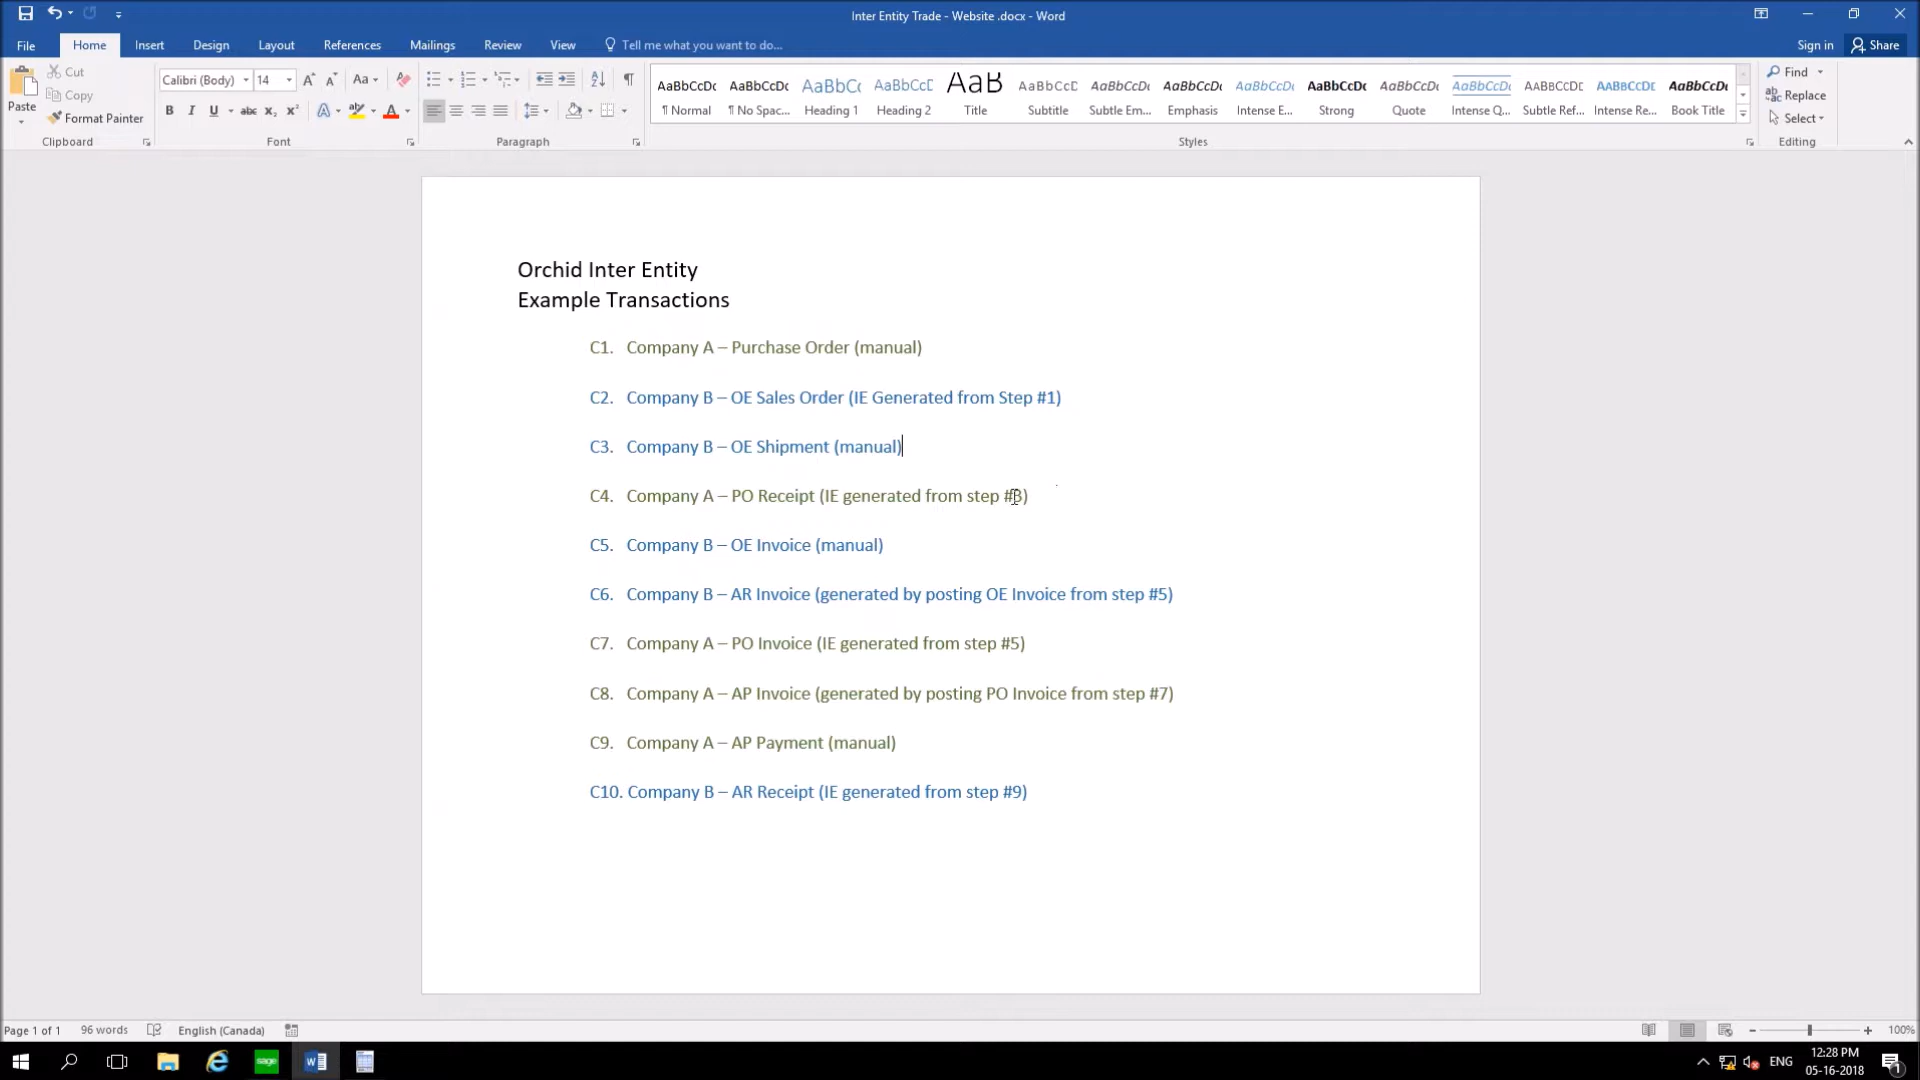 Inter Entity Trade - Website .docx - Word
File Home Insert Design Layout References Mailings Review View Tell me what you want to do... Sign in Share
Paste
Cut
Copy
Format Painter
Clipboard
Calibri (Body) 14
Font
Paragraph
AaBbCcDc AaBbCcDc AaBbCc AaBbCcD AaB AaBbCcD AaBbCcDc AaBbCcDc AaBbCcDc AaBbCcDc AaBbCcDc AaBbCcDc AABBCCDC AABBCCDC AaBbCcDc
¶ Normal ¶ No Spac... Heading 1 Heading 2 Title Subtitle Subtle Em... Emphasis Intense E... Strong Quote Intense Q... Subtle Ref... Intense Re... Book Title
Styles
Find
Replace
Select
Editing
Orchid Inter Entity
Example Transactions
C1. Company A – Purchase Order (manual)
C2. Company B – OE Sales Order (IE Generated from Step #1)
C3. Company B – OE Shipment (manual)
C4. Company A – PO Receipt (IE generated from step #3)
C5. Company B – OE Invoice (manual)
C6. Company B – AR Invoice (generated by posting OE Invoice from step #5)
C7. Company A – PO Invoice (IE generated from step #5)
C8. Company A – AP Invoice (generated by posting PO Invoice from step #7)
C9. Company A – AP Payment (manual)
C10. Company B – AR Receipt (IE generated from step #9)
Page 1 of 1 96 words English (Canada) 100%
sage
ENG
12:28 PM
05-16-2018
1